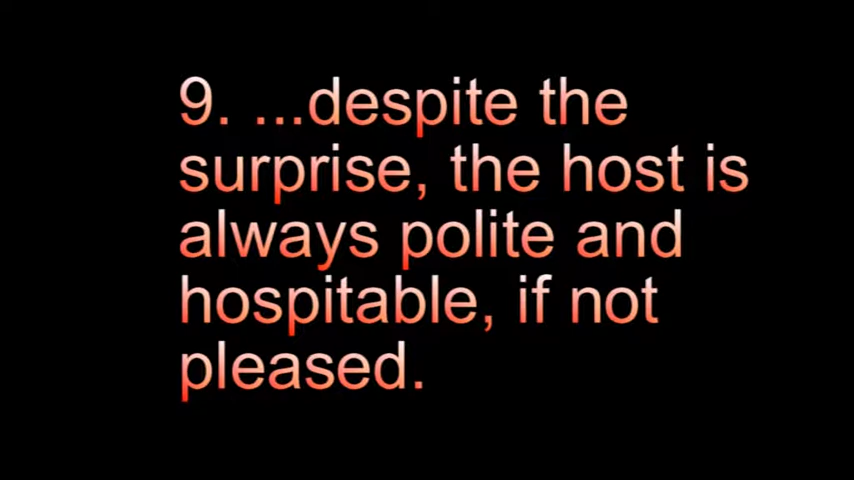 9. ...despite the
surprise, the host is
always polite and
hospitable, if not
pleased.